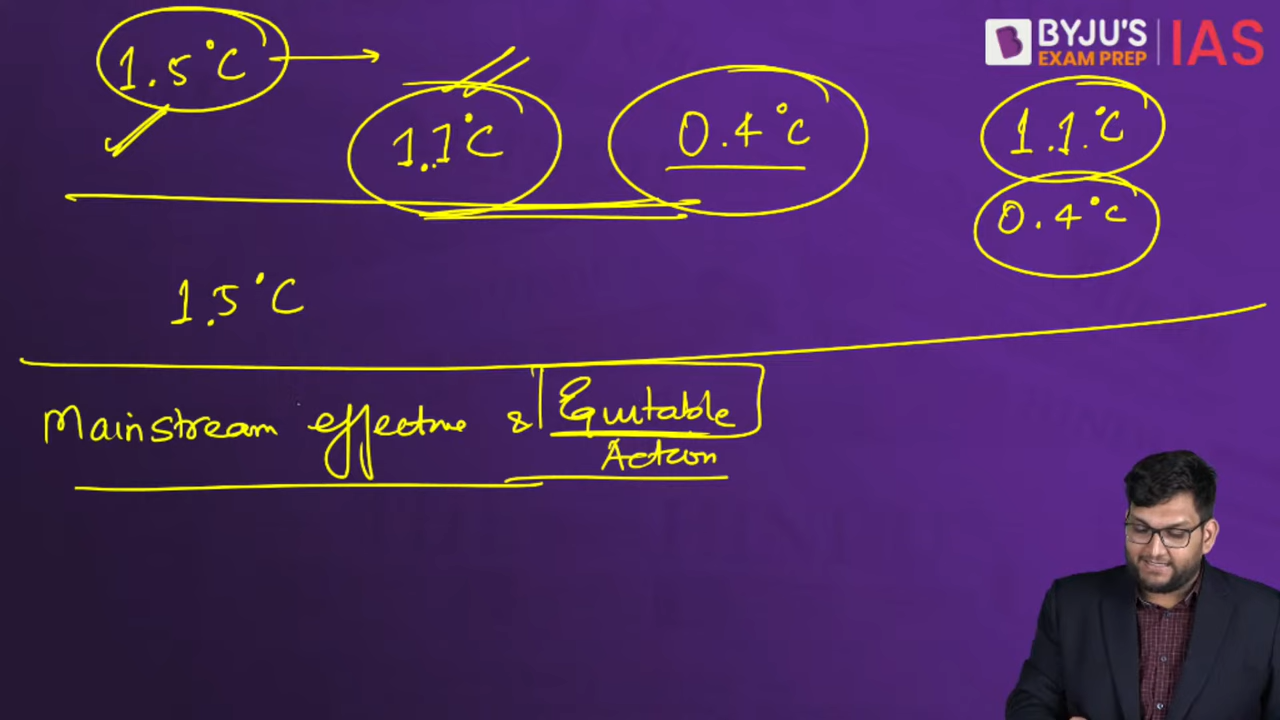 1.5°C
BYJU'S
EXAM PREP
IAS
1.1°C
0.4°C
1.1.°C
0.4°C
1.5°C
Mainstream effective & Equitable
Action